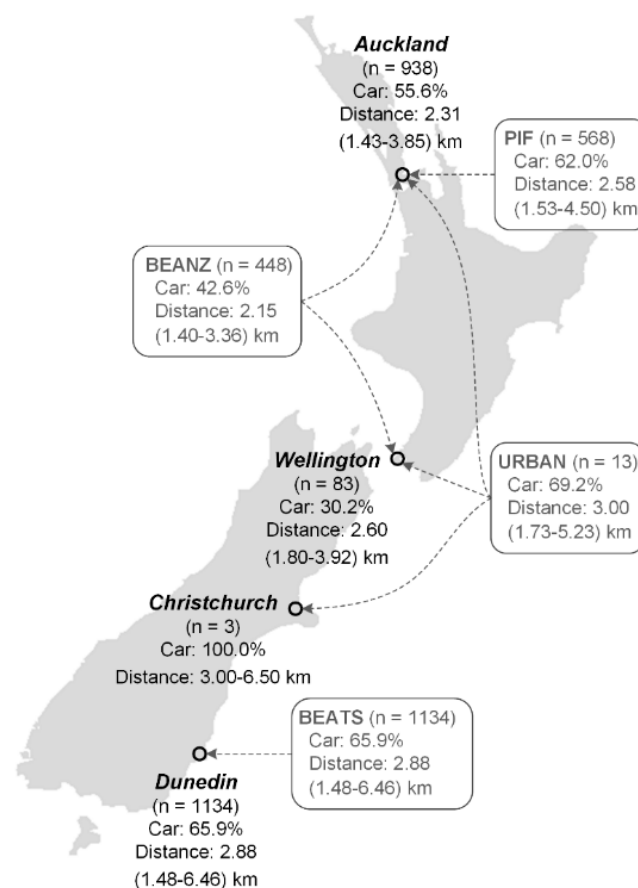 Auckland
(n = 938)
Car: 55.6%
Distance: 2.31
(1.43-3.85) km
PIF (n = 568)
Car: 62.0%
Distance: 2.58
(1.53-4.50) km
BEANZ (n = 448)
Car: 42.6%
Distance: 2.15
(1.40-3.36) km
Wellington
(n = 83)
Car: 30.2%
Distance: 2.60
(1.80-3.92) km
URBAN (n = 13)
Car: 69.2%
Distance: 3.00
(1.73-5.23) km
Christchurch
(n = 3)
Car: 100.0%
Distance: 3.00-6.50 km
BEATS (n = 1134)
Car: 65.9%
Distance: 2.88
(1.48-6.46) km
Dunedin
(n = 1134)
Car: 65.9%
Distance: 2.88
(1.48-6.46) km